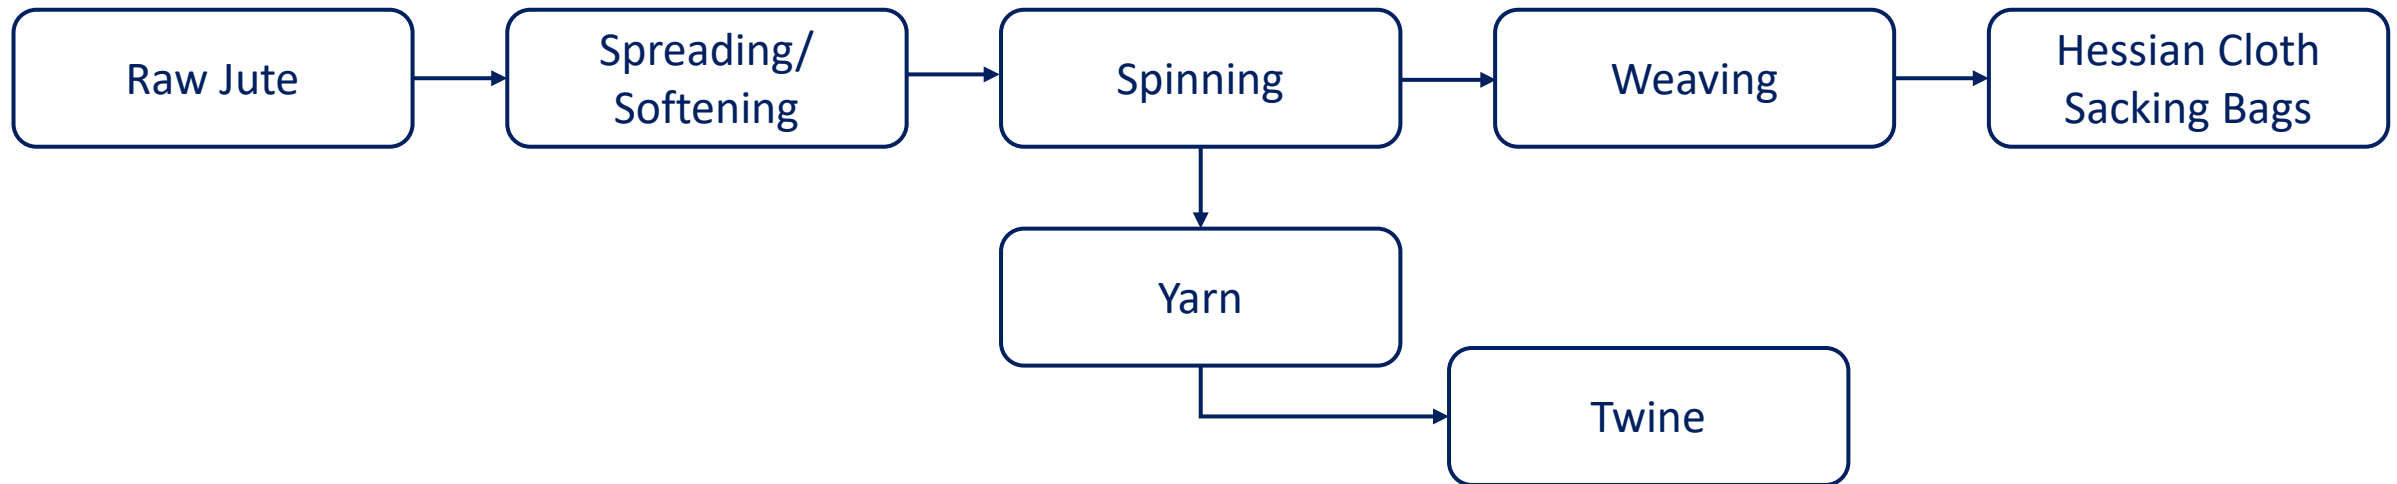 Raw Jute
Spreading/
Softening
Spinning
Weaving
Hessian Cloth
Sacking Bags
Yarn
Twine